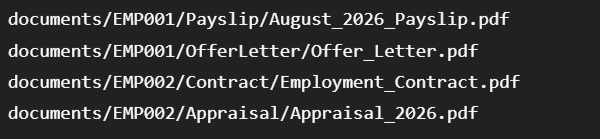 documents/EMP001/Payslip/August_2026_Payslip.pdf
documents/EMP001/OfferLetter/Offer_Letter.pdf
documents/EMP002/Contract/Employment_Contract.pdf
documents/EMP002/Appraisal/Appraisal_2026.pdf